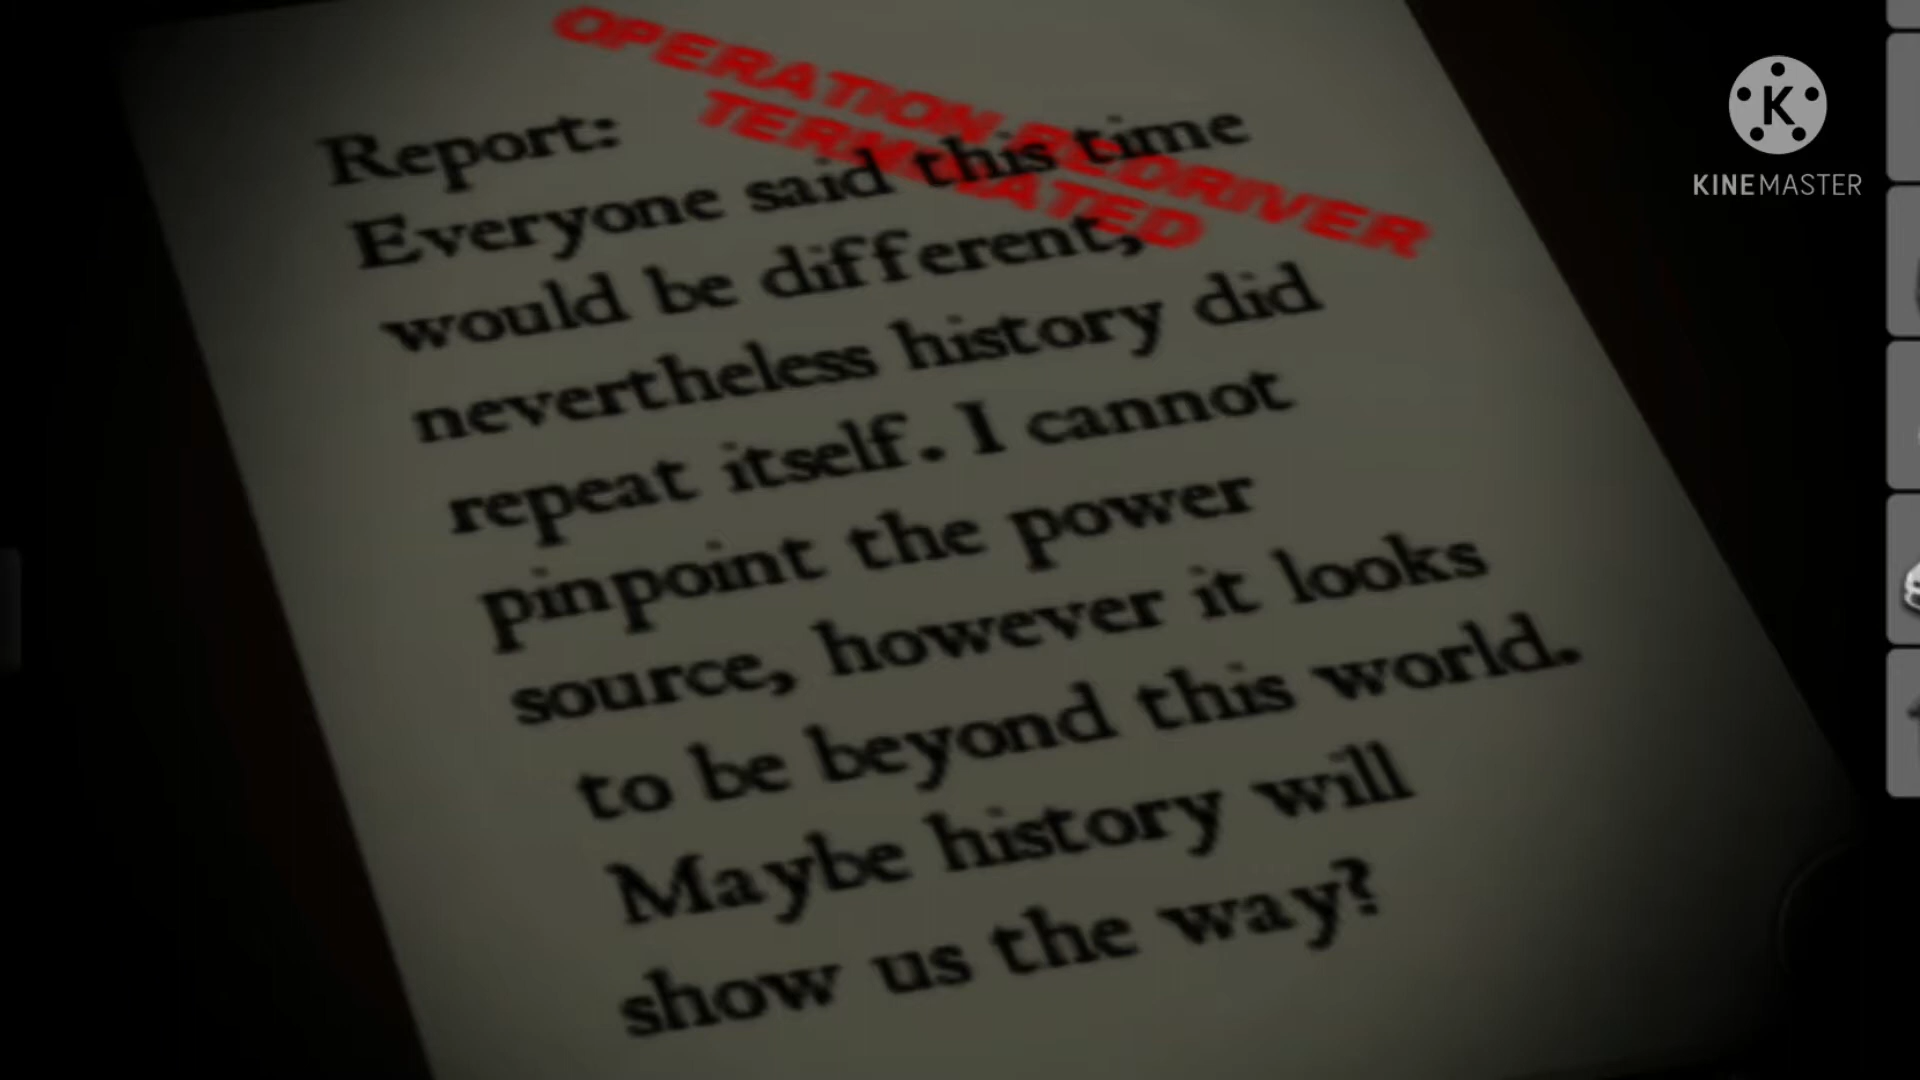 OPERATION REDRIVER
TERMINATED
Report:
Everyone said this time
would be different,
nevertheless history did
repeat itself. I cannot
pinpoint the power
source, however it looks
to be beyond this world.
Maybe history will
show us the way?
K
KINEMASTER